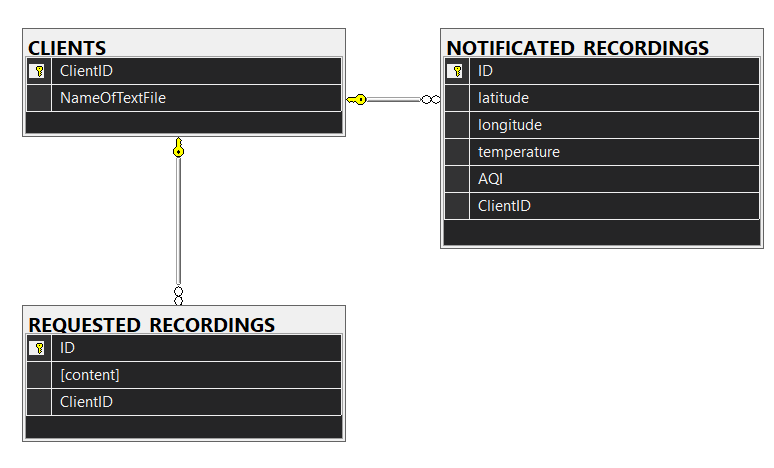 CLIENTS
ClientID
NameOfTextFile
NOTIFICATED_RECORDINGS
ID
latitude
longitude
temperature
AQI
ClientID
REQUESTED_RECORDINGS
ID
[content]
ClientID